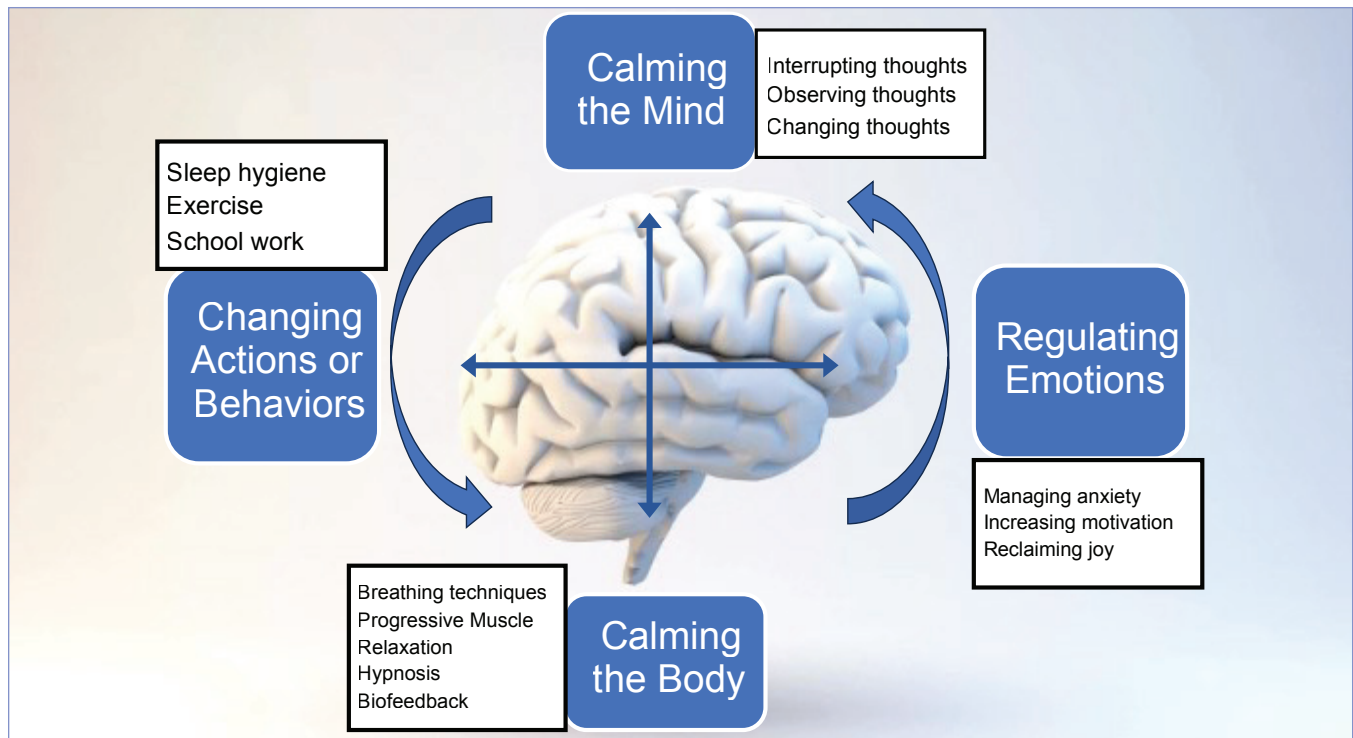 Calming
the Mind
Interrupting thoughts
Observing thoughts
Changing thoughts
Sleep hygiene
Exercise
School work
Changing
Actions or
Behaviors
Regulating
Emotions
Managing anxiety
Increasing motivation
Reclaiming joy
Breathing techniques
Progressive Muscle
Relaxation
Hypnosis
Biofeedback
Calming
the Body